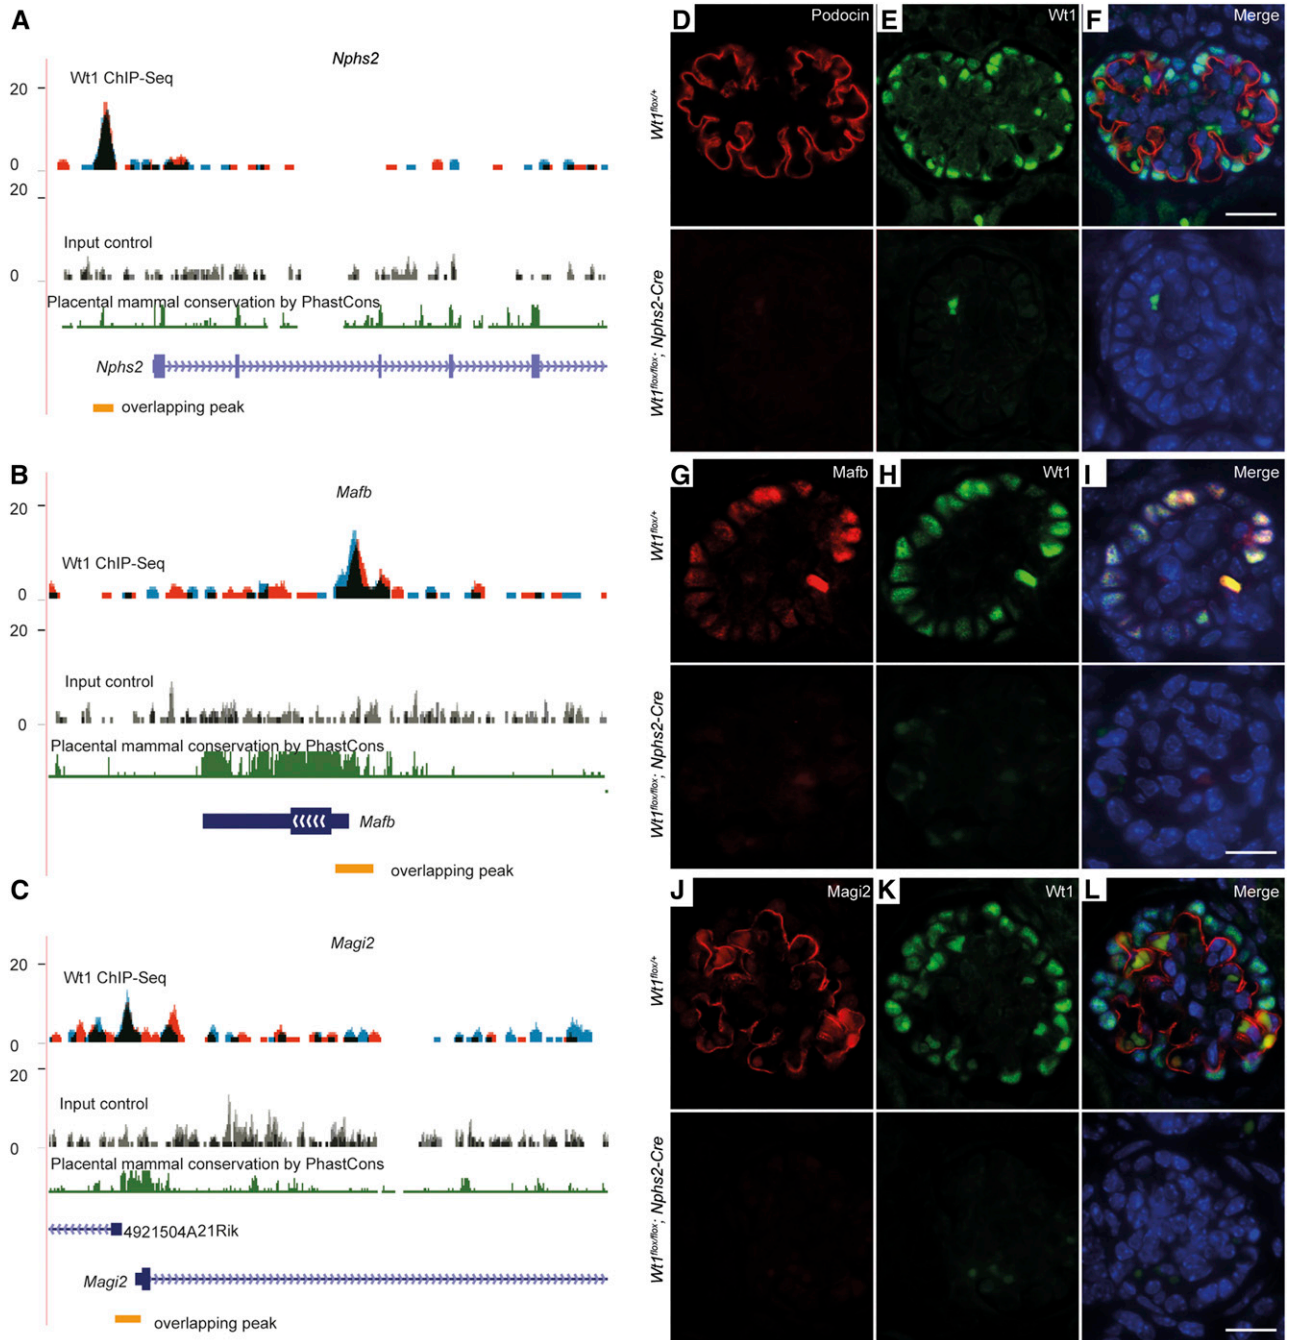 A
Nphs2
Wt1 ChIP-Seq
20
0
20
Input control
0
Placental mammal conservation by PhastCons
Nphs2
overlapping peak
B
Mafb
20
Wt1 ChIP-Seq
0
20
Input control
0
Placental mammal conservation by PhastCons
Mafb
overlapping peak
C
Magi2
20
Wt1 ChIP-Seq
0
20
Input control
0
Placental mammal conservation by PhastCons
4921504A21Rik
Magi2
overlapping peak
D Podocin E Wt1 F Merge
Wt1flox/+
Wt1flox/flox; Nphs2-Cre
G Mafb H Wt1 I Merge
Wt1flox/+
Wt1flox/flox; Nphs2-Cre
J Magi2 K Wt1 L Merge
Wt1flox/+
Wt1flox/flox; Nphs2-Cre